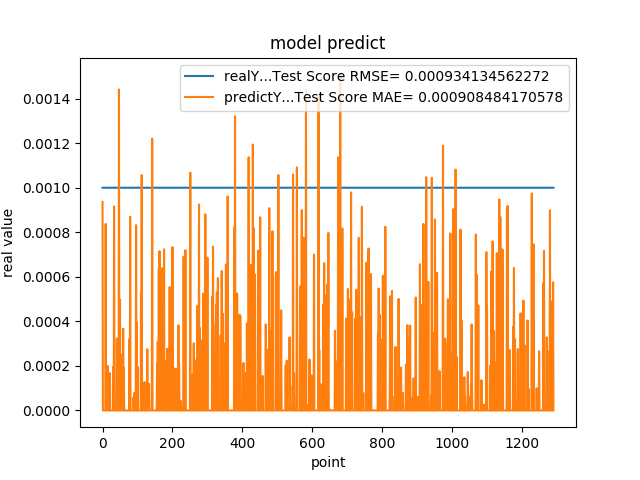 model predict
realY...Test Score RMSE= 0.000934134562272
predictY...Test Score MAE= 0.000908484170578
real value
0.0014
0.0012
0.0010
0.0008
0.0006
0.0004
0.0002
0.0000
0 200 400 600 800 1000 1200
point